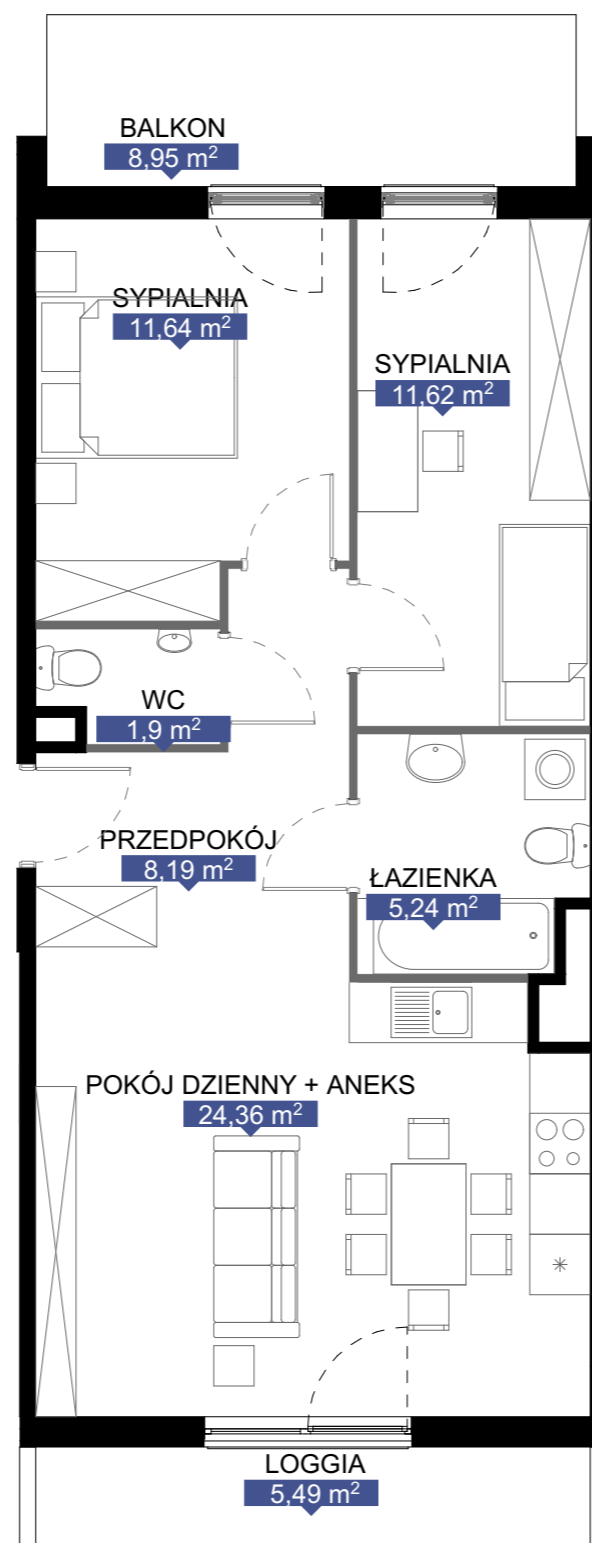 BALKON
8,95 m²
SYPIALNIA
11,64 m²
SYPIALNIA
11,62 m²
WC
1,9 m²
PRZEDPOKÓJ
8,19 m²
ŁAZIENKA
5,24 m²
POKÓJ DZIENNY + ANEKS
24,36 m²
LOGGIA
5,49 m²